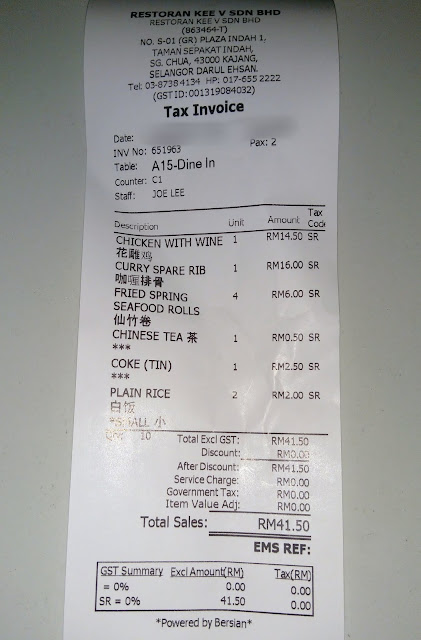 RESTORAN KEE V SDN BHD
RESTORAN KEE V SDN BHD
(863464-T)
NO. S-01 (GR) PLAZA INDAH 1,
TAMAN SEPAKAT INDAH,
SG. CHUA, 43000 KAJANG,
SELANGOR DARUL EHSAN.
Tel: 03-8738 4134 HP: 017-655 2222
(GST ID: 001319084032)
Tax Invoice
Date:
INV No: 651963 Pax: 2
Table: A15-Dine In
Counter: C1
Staff: JOE LEE
Description Unit Amount Tax Code
CHICKEN WITH WINE 1 RM14.50 SR
花雕鸡
CURRY SPARE RIB 1 RM16.00 SR
咖喱排骨
FRIED SPRING 4 RM6.00 SR
SEAFOOD ROLLS
仙竹卷
CHINESE TEA 茶 1 RM0.50 SR
***
COKE (TIN) 1 RM2.50 SR
***
PLAIN RICE 2 RM2.00 SR
白饭
*SMALL 小
10 Total Excl GST: RM41.50
Discount: RM0.00
After Discount: RM41.50
Service Charge: RM0.00
Government Tax: RM0.00
Item Value Adj: RM0.00
Total Sales: RM41.50
EMS REF:
GST Summary Excl Amount(RM) Tax(RM)
= 0% 0.00 0.00
SR = 0% 41.50 0.00
*Powered by Bersian*